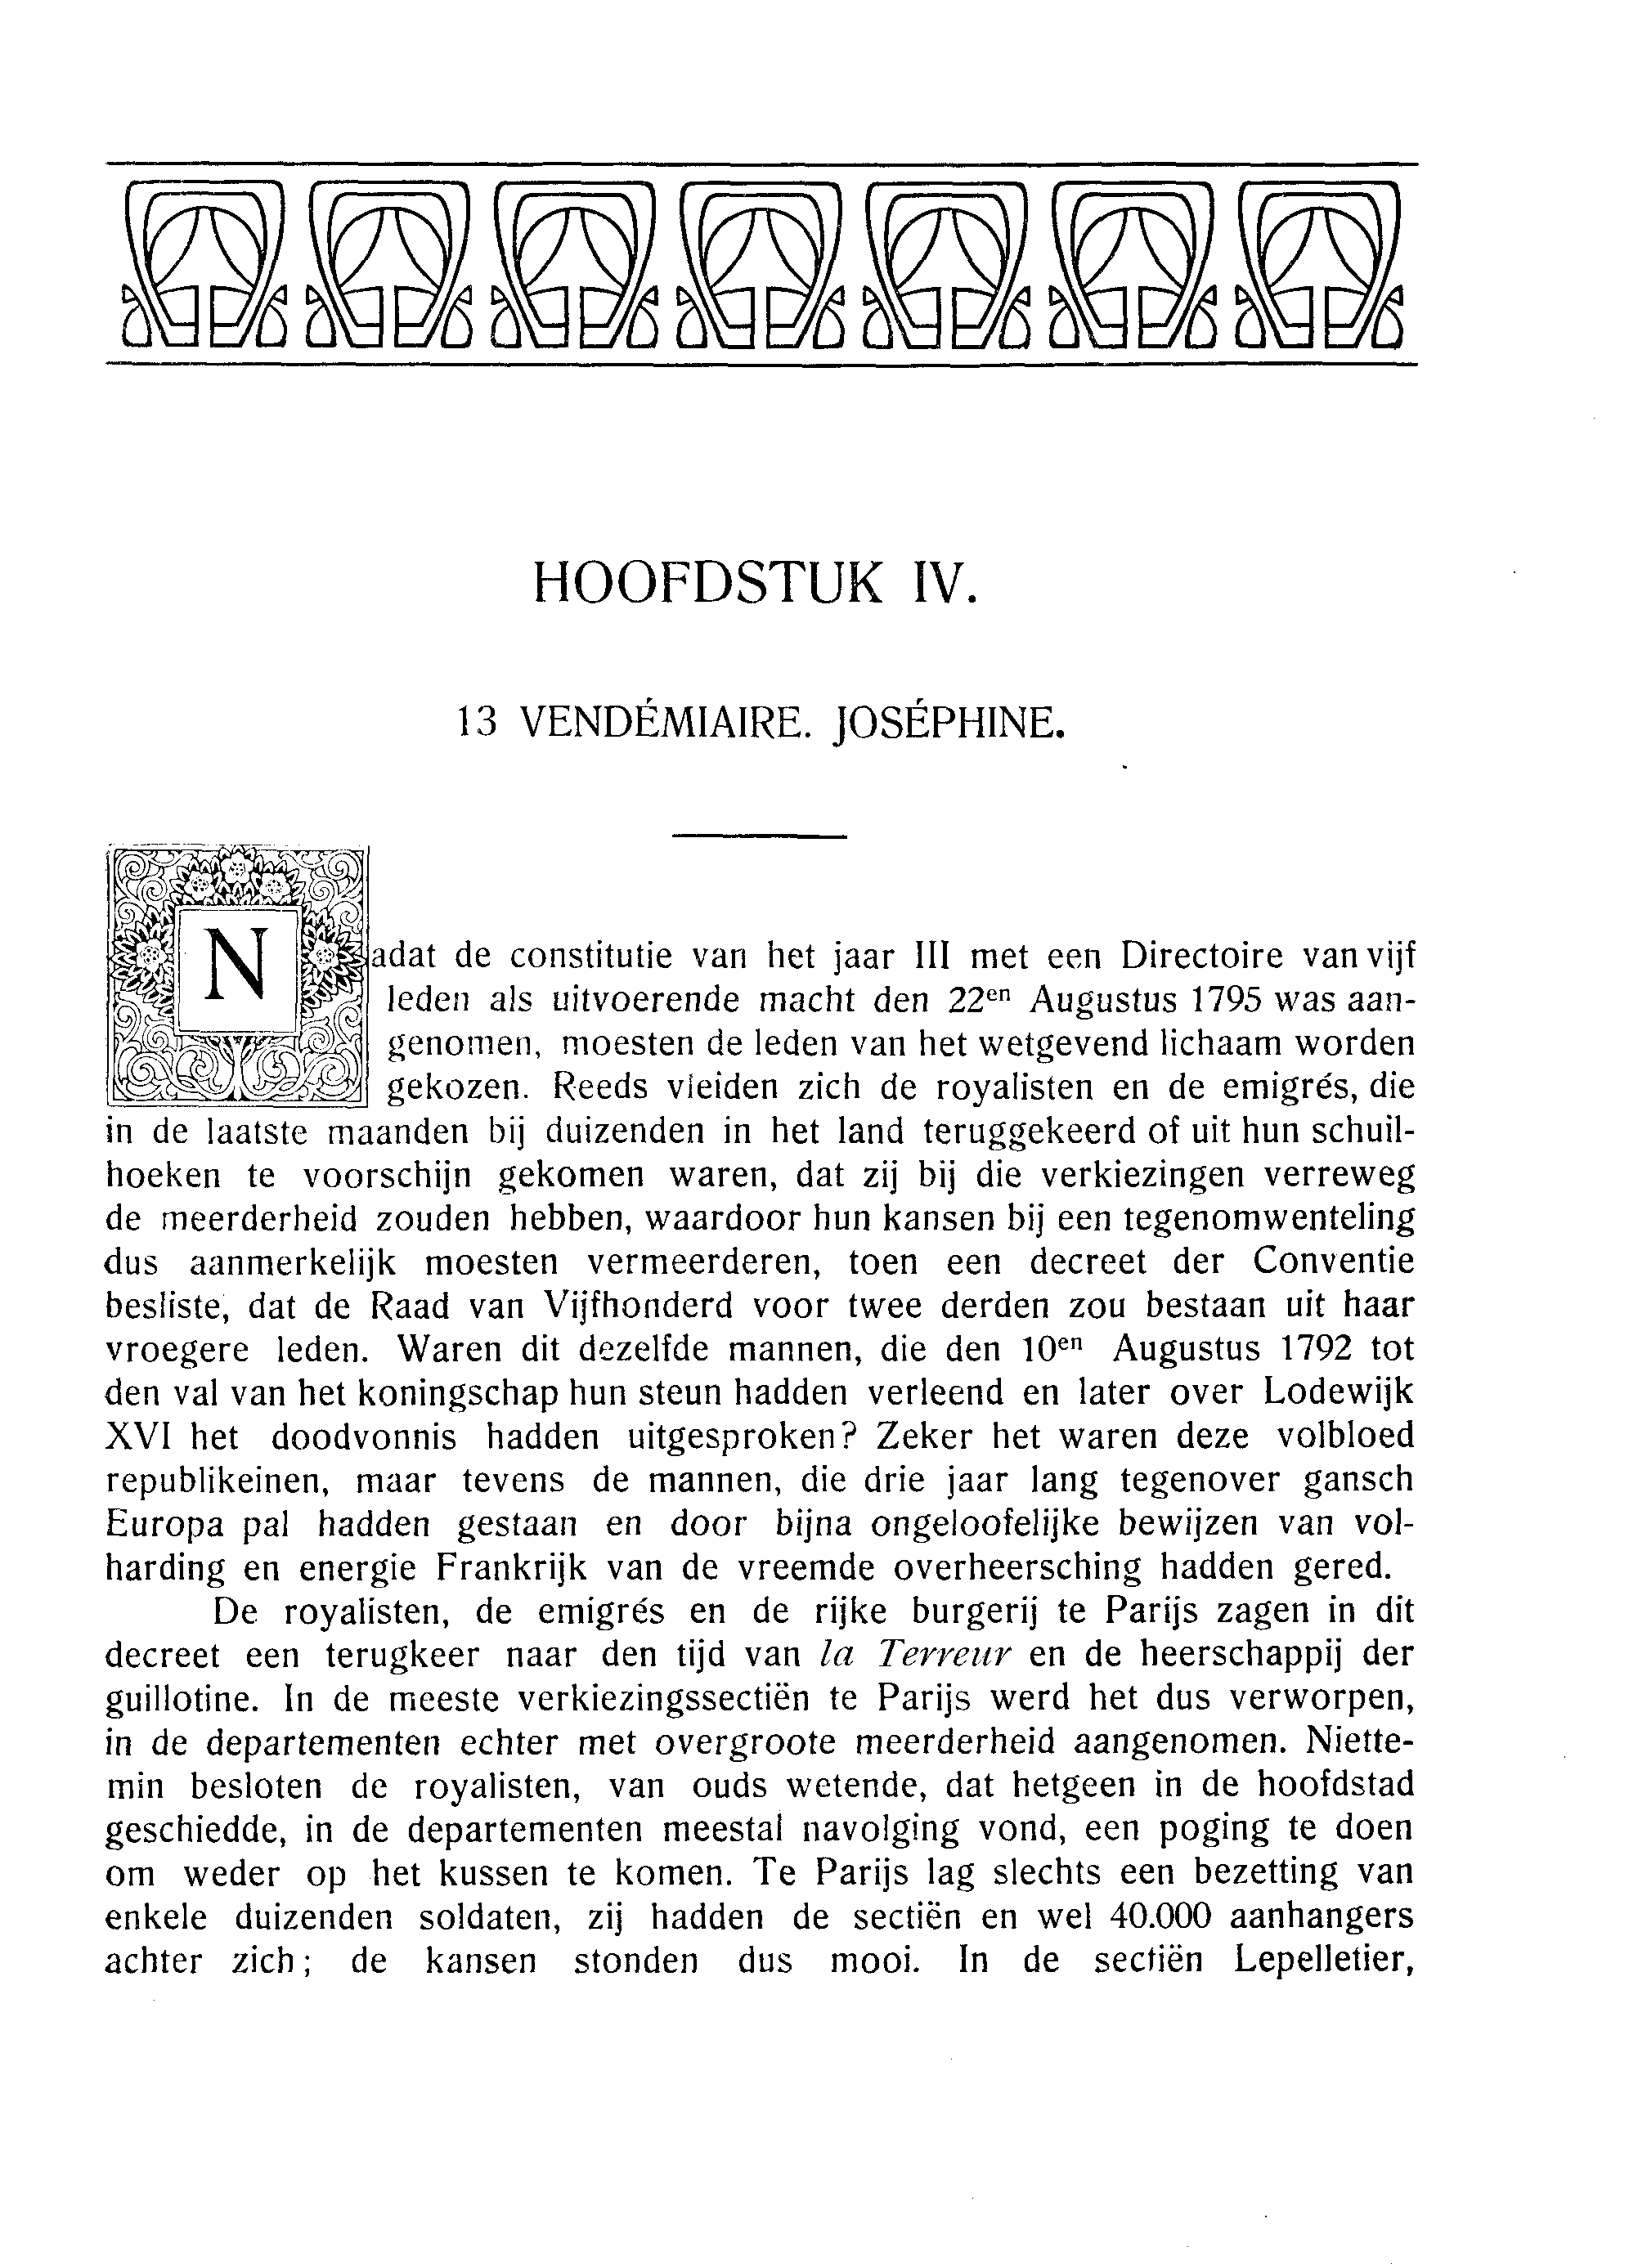 HOOFDSTUK IV.
13 VENDÉMIAIRE. JOSÉPHINE.
Nadat de constitutie van het jaar III met een Directoire van vijf
leden als uitvoerende macht den 22en Augustus 1795 was aan-
genomen, moesten de leden van het wetgevend lichaam worden
gekozen. Reeds vleiden zich de royalisten en de emigrés, die
in de laatste maanden bij duizenden in het land teruggekeerd of uit hun schuil-
hoeken te voorschijn gekomen waren, dat zij bij die verkiezingen verreweg
de meerderheid zouden hebben, waardoor hun kansen bij een tegenomwenteling
dus aanmerkelijk moesten vermeerderen, toen een decreet der Conventie
besliste, dat de Raad van Vijfhonderd voor twee derden zou bestaan uit haar
vroegere leden. Waren dit dezelfde mannen, die den 10en Augustus 1792 tot
den val van het koningschap hun steun hadden verleend en later over Lodewijk
XVI het doodvonnis hadden uitgesproken? Zeker het waren deze volbloed
republikeinen, maar tevens de mannen, die drie jaar lang tegenover gansch
Europa pal hadden gestaan en door bijna ongeloofelijke bewijzen van vol-
harding en energie Frankrijk van de vreemde overheersching hadden gered.
De royalisten, de emigrés en de rijke burgerij te Parijs zagen in dit
decreet een terugkeer naar den tijd van la Terreur en de heerschappij der
guillotine. In de meeste verkiezingssectiën te Parijs werd het dus verworpen,
in de departementen echter met overgroote meerderheid aangenomen. Niette-
min besloten de royalisten, van ouds wetende, dat hetgeen in de hoofdstad
geschiedde, in de departementen meestal navolging vond, een poging te doen
om weder op het kussen te komen. Te Parijs lag slechts een bezetting van
enkele duizenden soldaten, zij hadden de sectiën en wel 40.000 aanhangers
achter zich; de kansen stonden dus mooi. In de sectiën Lepelletier,